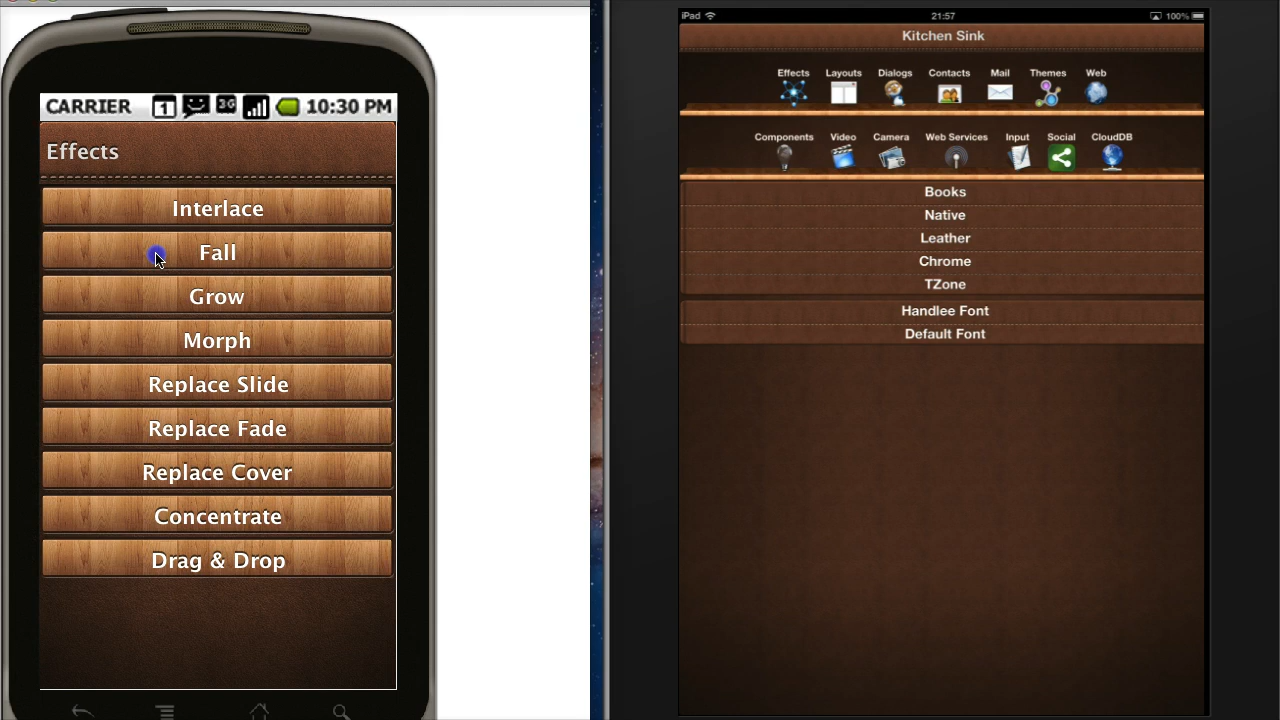 CARRIER 1 3G 10:30 PM
Effects
Interlace
Fall
Grow
Morph
Replace Slide
Replace Fade
Replace Cover
Concentrate
Drag & Drop
iPad 21:57 100%
Kitchen Sink
Effects Layouts Dialogs Contacts Mail Themes Web
Components Video Camera Web Services Input Social CloudDB
Books
Native
Leather
Chrome
TZone
Handlee Font
Default Font